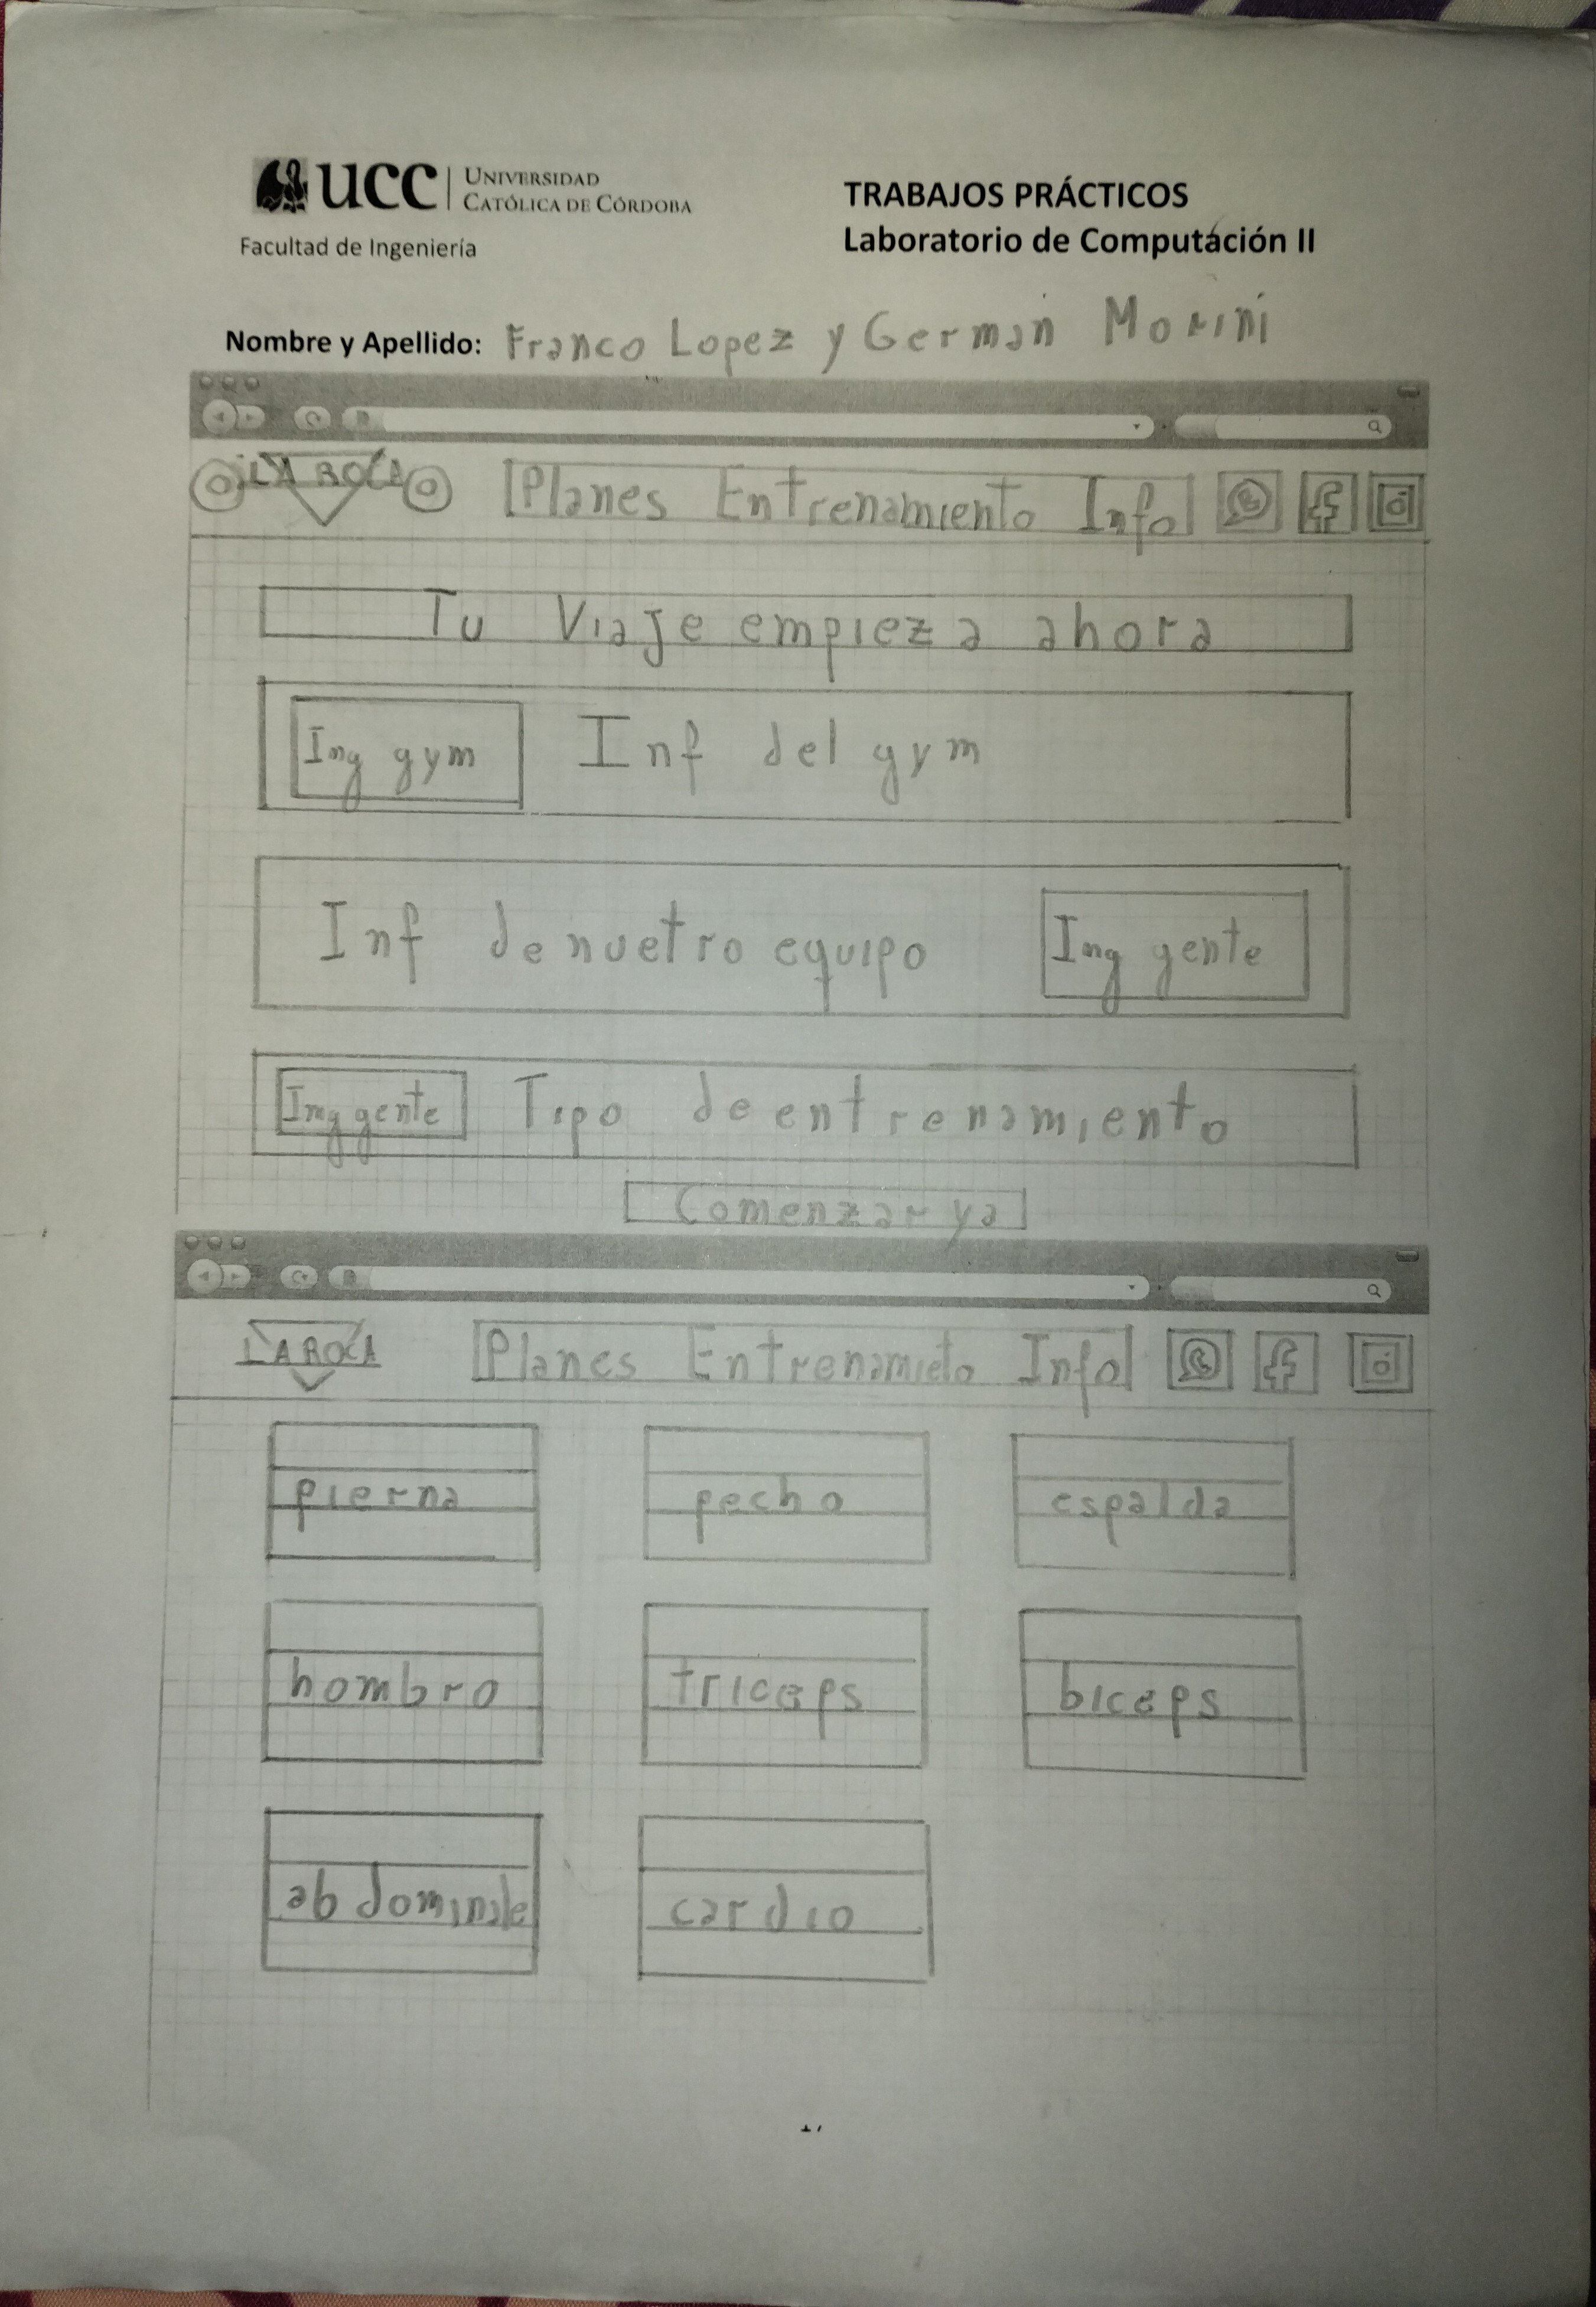 UCC UNIVERSIDAD
CATÓLICA DE CÓRDOBA
Facultad de Ingeniería
TRABAJOS PRÁCTICOS
Laboratorio de Computación II
Nombre y Apellido: Franco Lopez y German Morini
LA ROCA Planes Entrenamiento Info
Tu Viaje empieza ahora
Img gym Inf del gym
Inf de nuetro equipo Img gente
Img gente Tipo de entrenamiento
Comenzar ya
LA ROCA Planes Entrenamieto Info
pierna pecho espalda
hombro triceps biceps
abdominale cardio